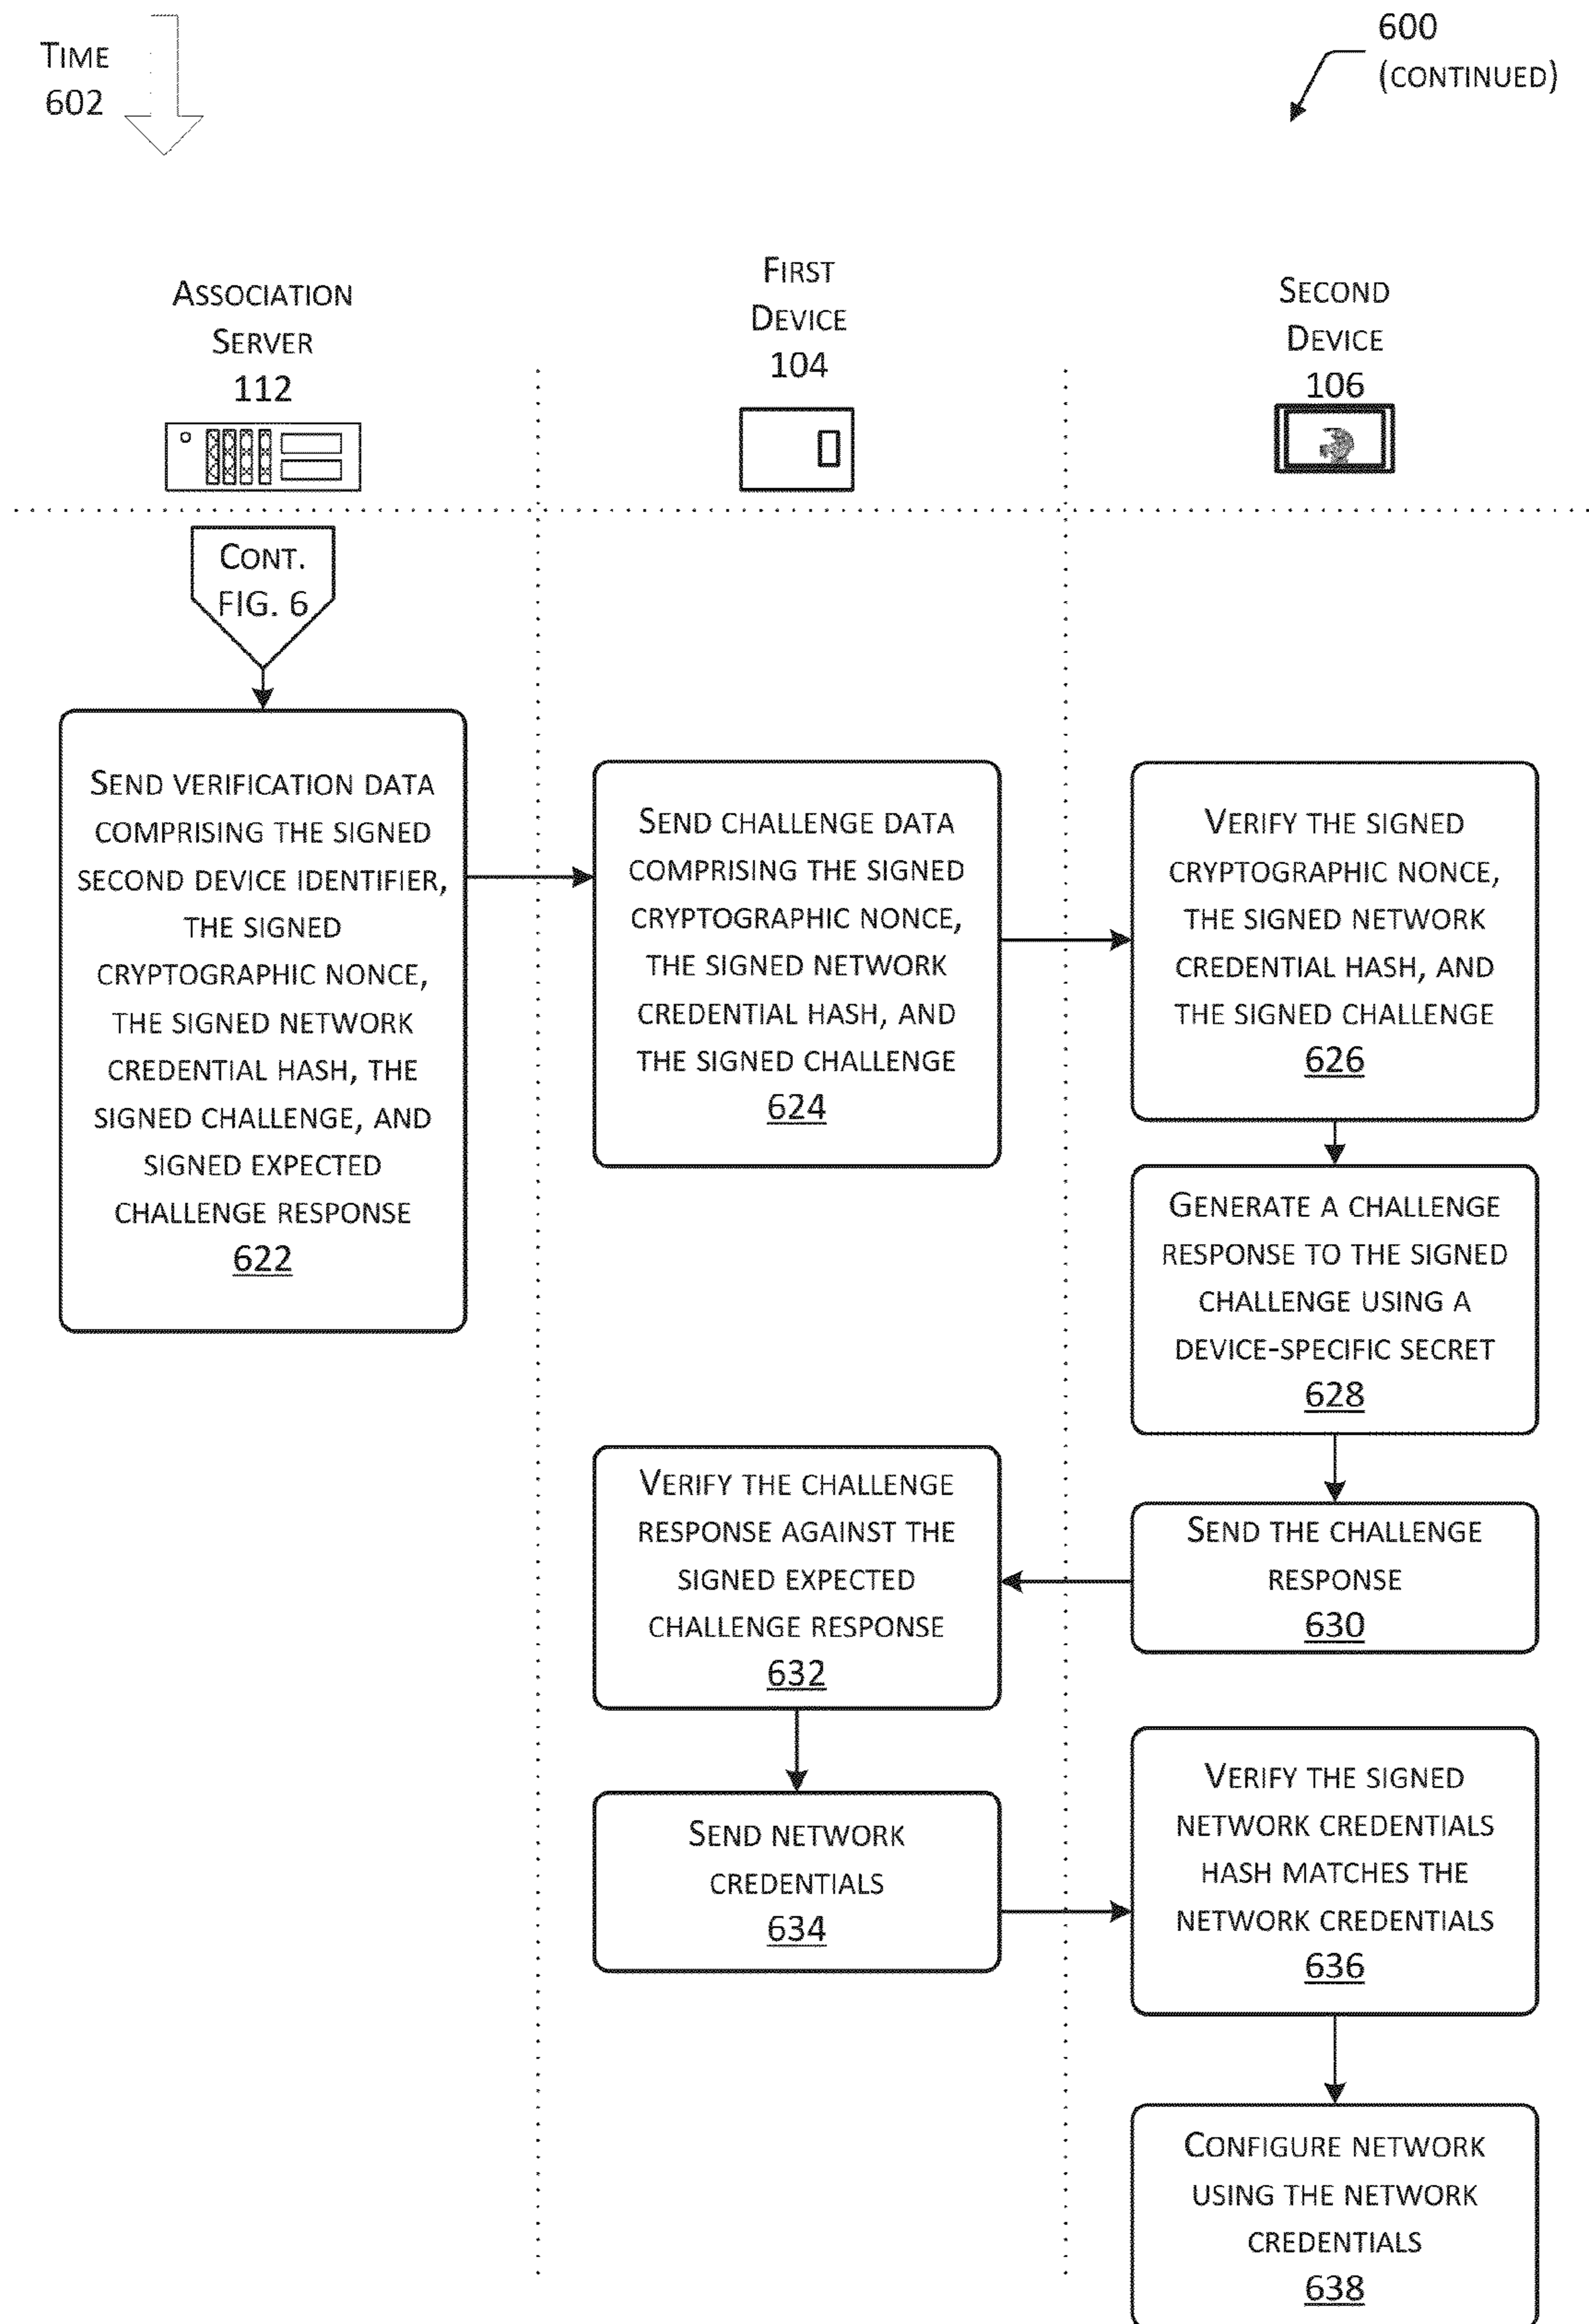 TIME
602
600
(CONTINUED)
ASSOCIATION
SERVER
112
FIRST
DEVICE
104
SECOND
DEVICE
106
CONT.
FIG. 6
SEND VERIFICATION DATA
COMPRISING THE SIGNED
SECOND DEVICE IDENTIFIER,
THE SIGNED
CRYPTOGRAPHIC NONCE,
THE SIGNED NETWORK
CREDENTIAL HASH, THE
SIGNED CHALLENGE, AND
SIGNED EXPECTED
CHALLENGE RESPONSE
622
SEND CHALLENGE DATA
COMPRISING THE SIGNED
CRYPTOGRAPHIC NONCE,
THE SIGNED NETWORK
CREDENTIAL HASH, AND
THE SIGNED CHALLENGE
624
VERIFY THE SIGNED
CRYPTOGRAPHIC NONCE,
THE SIGNED NETWORK
CREDENTIAL HASH, AND
THE SIGNED CHALLENGE
626
GENERATE A CHALLENGE
RESPONSE TO THE SIGNED
CHALLENGE USING A
DEVICE-SPECIFIC SECRET
628
SEND THE CHALLENGE
RESPONSE
630
VERIFY THE CHALLENGE
RESPONSE AGAINST THE
SIGNED EXPECTED
CHALLENGE RESPONSE
632
SEND NETWORK
CREDENTIALS
634
VERIFY THE SIGNED
NETWORK CREDENTIALS
HASH MATCHES THE
NETWORK CREDENTIALS
636
CONFIGURE NETWORK
USING THE NETWORK
CREDENTIALS
638